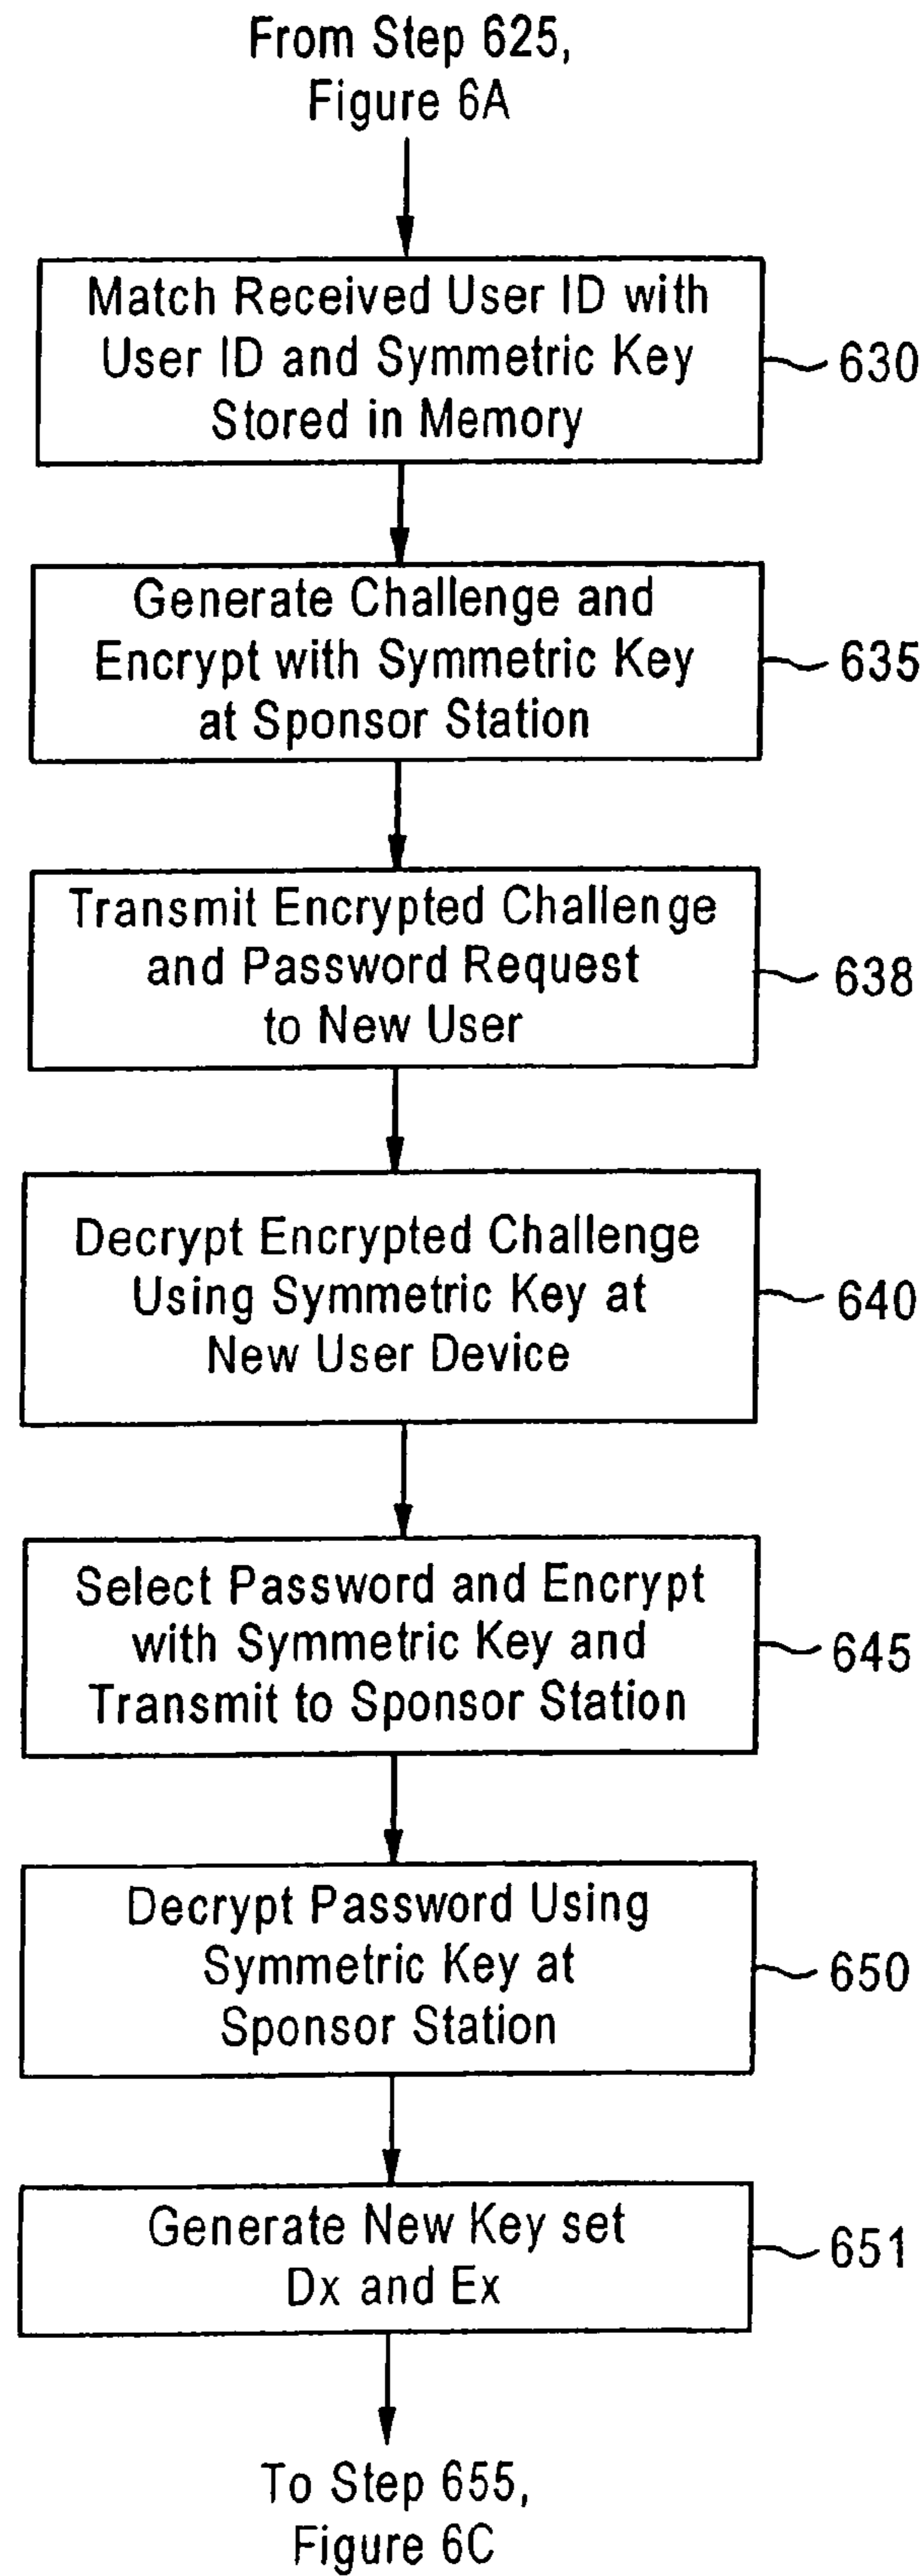 From Step 625,
Figure 6A
Match Received User ID with
User ID and Symmetric Key
Stored in Memory
630
Generate Challenge and
Encrypt with Symmetric Key
at Sponsor Station
635
Transmit Encrypted Challenge
and Password Request
to New User
638
Decrypt Encrypted Challenge
Using Symmetric Key at
New User Device
640
Select Password and Encrypt
with Symmetric Key and
Transmit to Sponsor Station
645
Decrypt Password Using
Symmetric Key at
Sponsor Station
650
Generate New Key set
Dx and Ex
651
To Step 655,
Figure 6C